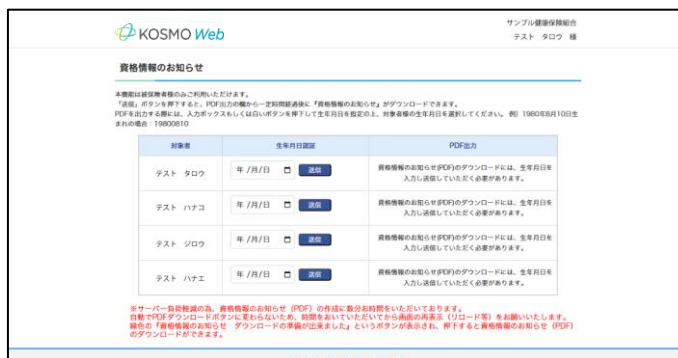 サンプル健康保険組合
KOSMO Web
テスト　タロウ　様
資格情報のお知らせ
本機能は被保険者様のみご利用いただけます。
「送信」ボタンを押下すると、PDF出力の欄から一定時間経過後に「資格情報のお知らせ」がダウンロードできます。
PDFを出力する際には、入力ボックスもしくは白いボタンを押下して生年月日を指定の上、対象者様の生年月日を選択してください。 例）1980年8月10日生
まれの場合：19800810
対象者 生年月日認証 PDF出力
テスト　タロウ 年 /月/日 送信 資格情報のお知らせ(PDF)のダウンロードには、生年月日を
入力し送信していただく必要があります。
テスト　ハナコ 年 /月/日 送信 資格情報のお知らせ(PDF)のダウンロードには、生年月日を
入力し送信していただく必要があります。
テスト　ジロウ 年 /月/日 送信 資格情報のお知らせ(PDF)のダウンロードには、生年月日を
入力し送信していただく必要があります。
テスト　ハナエ 年 /月/日 送信 資格情報のお知らせ(PDF)のダウンロードには、生年月日を
入力し送信していただく必要があります。
※サーバー負荷軽減の為、資格情報のお知らせ（PDF）の作成に数分お時間をいただいております。
自動でPDFダウンロードボタンに変わらないため、時間をおいていただいてから画面の再表示（リロード等）をお願いいたします。
緑色の「資格情報のお知らせ　ダウンロードの準備が出来ました」というボタンが表示され、押下すると資格情報のお知らせ（PDF）
のダウンロードができます。